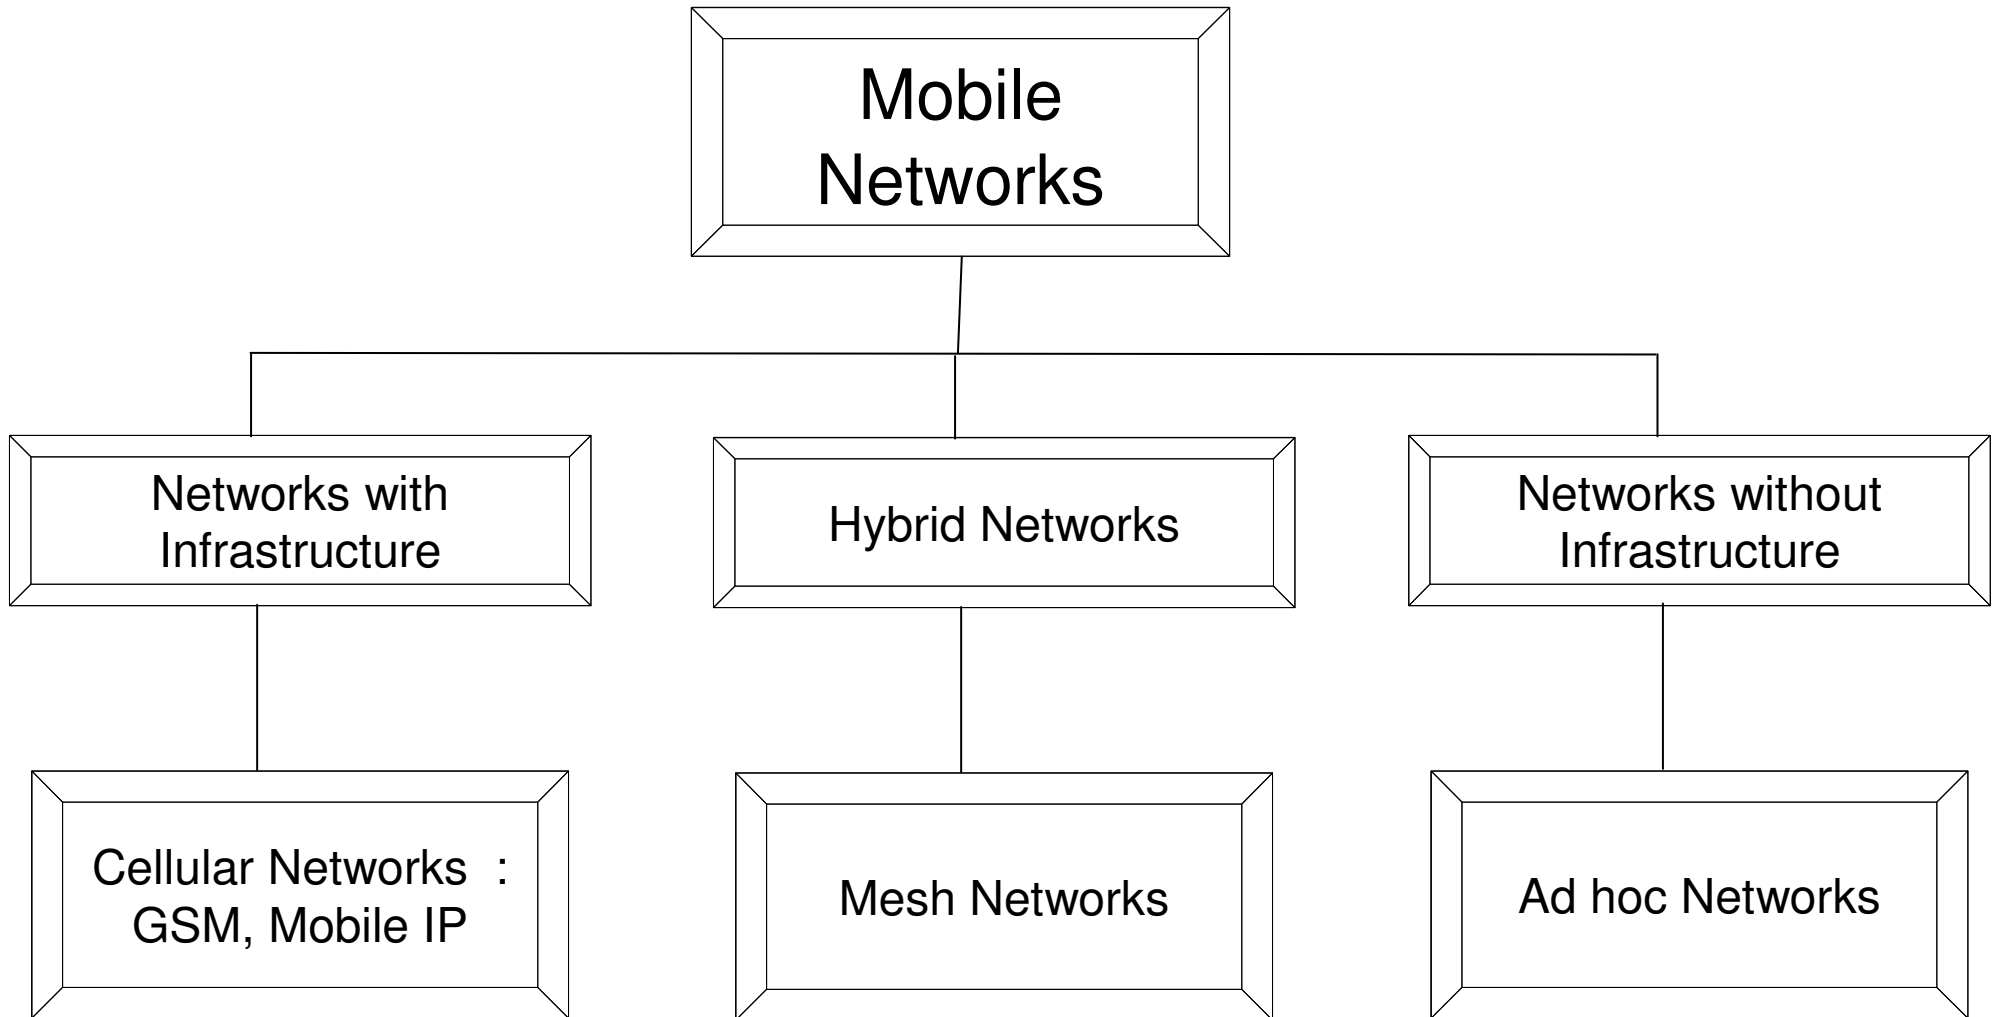 Mobile
Networks
Networks with
Infrastructure
Hybrid Networks
Networks without
Infrastructure
Cellular Networks  :
GSM, Mobile IP
Mesh Networks
Ad hoc Networks